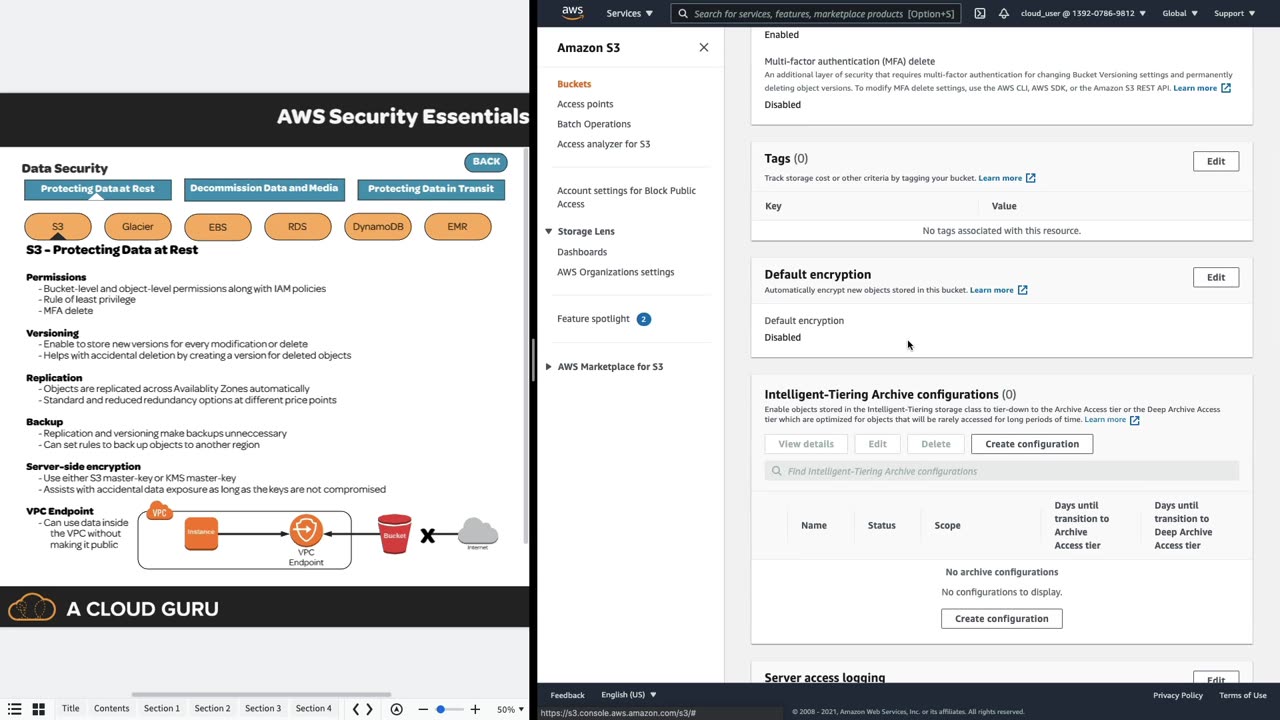 AWS Security Essentials
Data Security
BACK
Protecting Data at Rest
Decommission Data and Media
Protecting Data in Transit
S3
Glacier
EBS
RDS
DynamoDB
EMR
S3 - Protecting Data at Rest
Permissions
- Bucket-level and object-level permissions along with IAM policies
- Rule of least privilege
- MFA delete
Versioning
- Enable to store new versions for every modification or delete
- Helps with accidental deletion by creating a version for deleted objects
Replication
- Objects are replicated across Availablity Zones automatically
- Standard and reduced redundancy options at different price points
Backup
- Replication and versioning make backups unneccessary
- Can set rules to back up objects to another region
Server-side encryption
- Use either S3 master-key or KMS master-key
- Assists with accidental data exposure as long as the keys are not compromised
VPC Endpoint
- Can use data inside
the VPC without
making it public
VPC
Instance
VPC
Endpoint
Bucket
Internet
A CLOUD GURU
Title
Contents
Section 1
Section 2
Section 3
Section 4
50%
aws
Services
Search for services, features, marketplace products [Option+S]
cloud_user @ 1392-0786-9812
Global
Support
Amazon S3
Buckets
Access points
Batch Operations
Access analyzer for S3
Account settings for Block Public
Access
Storage Lens
Dashboards
AWS Organizations settings
Feature spotlight 2
AWS Marketplace for S3
Enabled
Multi-factor authentication (MFA) delete
An additional layer of security that requires multi-factor authentication for changing Bucket Versioning settings and permanently
deleting object versions. To modify MFA delete settings, use the AWS CLI, AWS SDK, or the Amazon S3 REST API. Learn more
Disabled
Tags (0)
Edit
Track storage cost or other criteria by tagging your bucket. Learn more
Key
Value
No tags associated with this resource.
Default encryption
Edit
Automatically encrypt new objects stored in this bucket. Learn more
Default encryption
Disabled
Intelligent-Tiering Archive configurations (0)
Enable objects stored in the Intelligent-Tiering storage class to tier-down to the Archive Access tier or the Deep Archive Access
tier which are optimized for objects that will be rarely accessed for long periods of time. Learn more
View details
Edit
Delete
Create configuration
Find Intelligent-Tiering Archive configurations
Name
Status
Scope
Days until
transition to
Archive
Access tier
Days until
transition to
Deep Archive
Access tier
No archive configurations
No configurations to display.
Create configuration
Server access logging
Edit
Feedback
English (US)
Privacy Policy
Terms of Use
https://s3.console.aws.amazon.com/s3/#
© 2008 - 2021, Amazon Web Services, Inc. or its affiliates. All rights reserved.